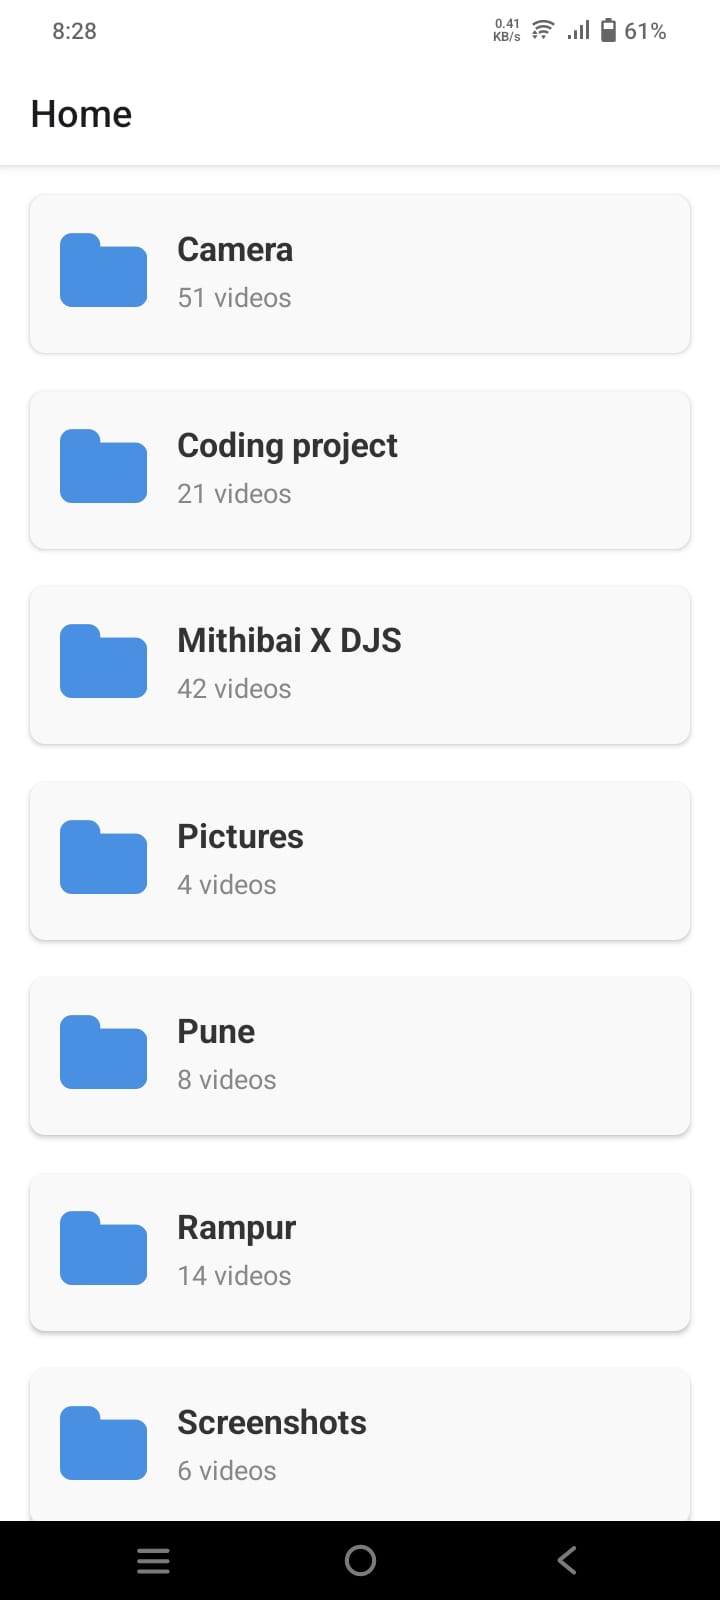 8:28
0.41
KB/s
61%
Home
Camera
51 videos
Coding project
21 videos
Mithibai X DJS
42 videos
Pictures
4 videos
Pune
8 videos
Rampur
14 videos
Screenshots
6 videos